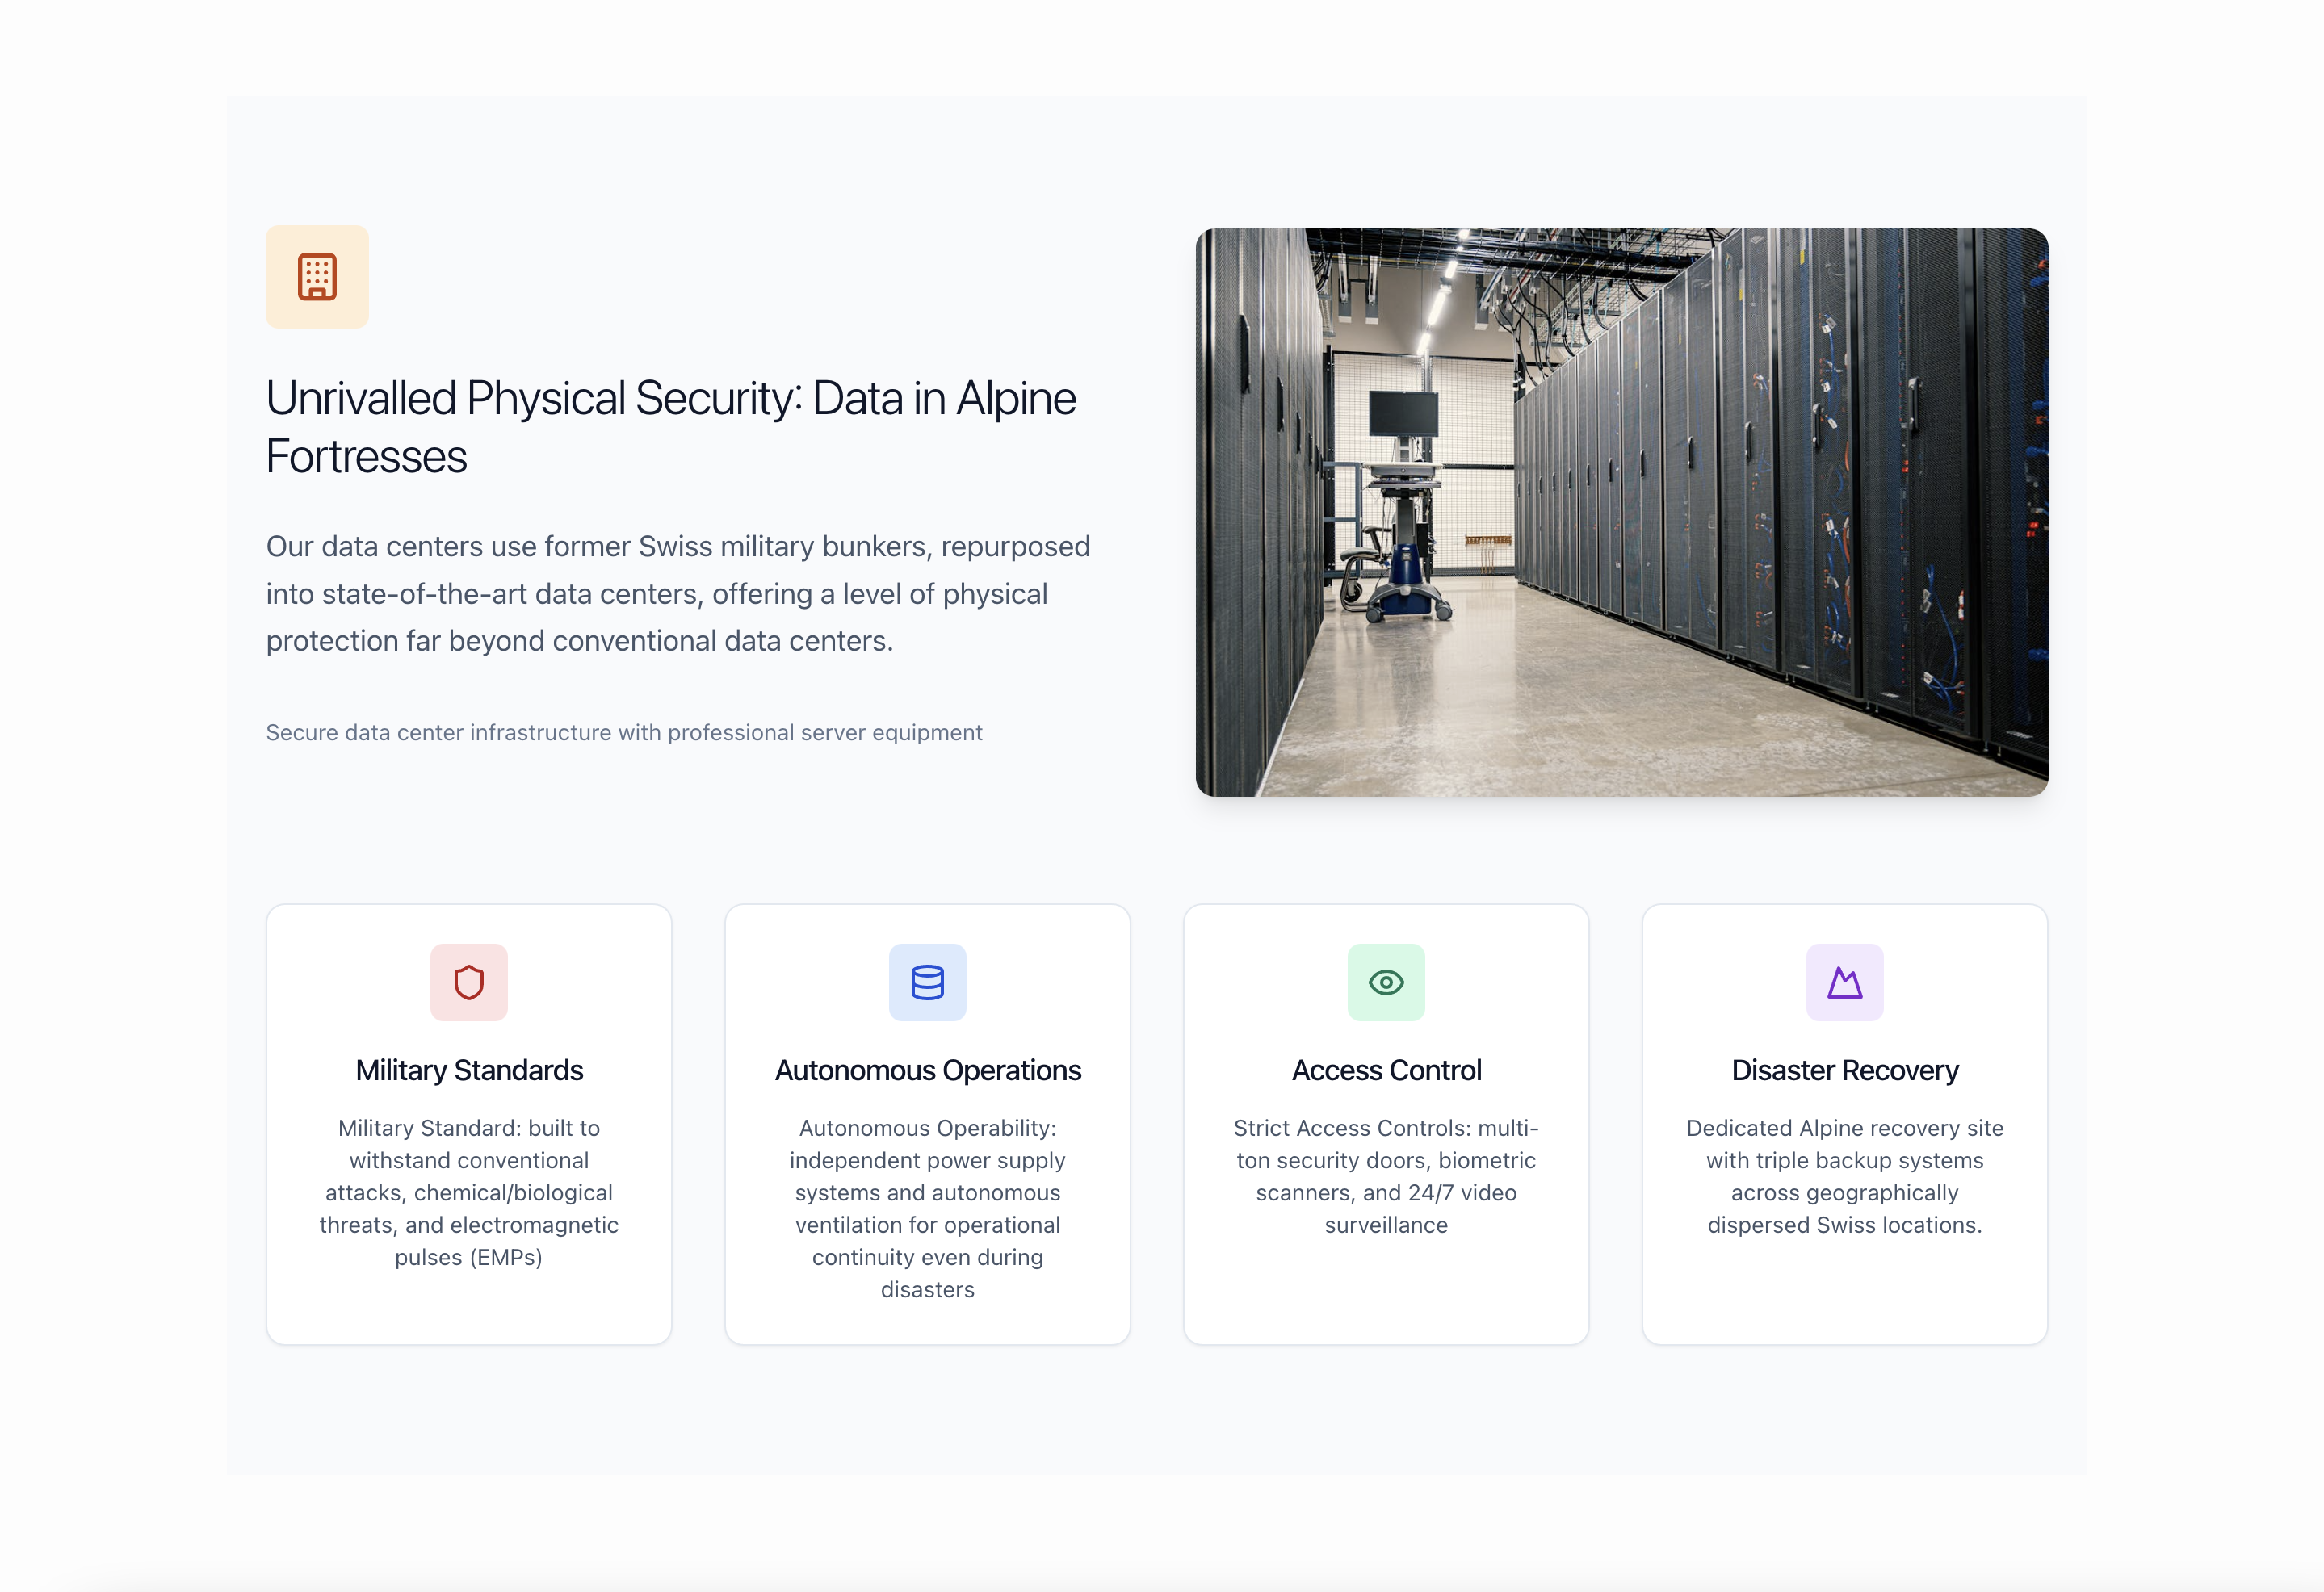 Unrivalled Physical Security: Data in Alpine
Fortresses
Our data centers use former Swiss military bunkers, repurposed
into state-of-the-art data centers, offering a level of physical
protection far beyond conventional data centers.
Secure data center infrastructure with professional server equipment
Military Standards
Military Standard: built to
withstand conventional
attacks, chemical/biological
threats, and electromagnetic
pulses (EMPs)
Autonomous Operations
Autonomous Operability:
independent power supply
systems and autonomous
ventilation for operational
continuity even during
disasters
Access Control
Strict Access Controls: multi-
ton security doors, biometric
scanners, and 24/7 video
surveillance
Disaster Recovery
Dedicated Alpine recovery site
with triple backup systems
across geographically
dispersed Swiss locations.